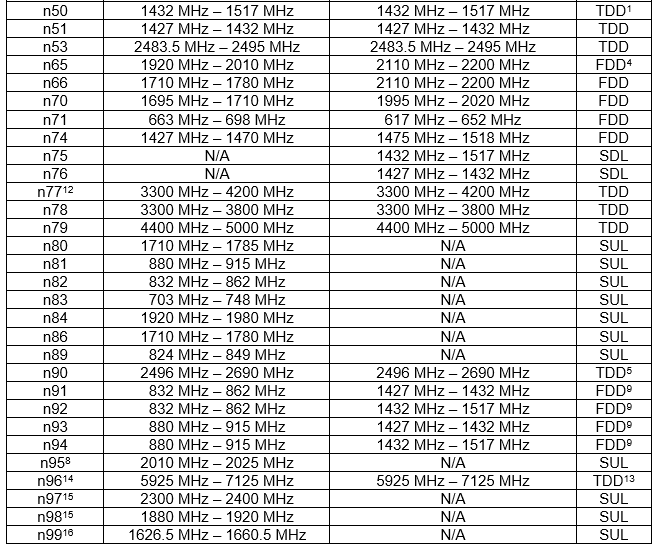 n50 1432 MHz – 1517 MHz 1432 MHz – 1517 MHz TDD¹
n51 1427 MHz – 1432 MHz 1427 MHz – 1432 MHz TDD
n53 2483.5 MHz – 2495 MHz 2483.5 MHz – 2495 MHz TDD
n65 1920 MHz – 2010 MHz 2110 MHz – 2200 MHz FDD⁴
n66 1710 MHz – 1780 MHz 2110 MHz – 2200 MHz FDD
n70 1695 MHz – 1710 MHz 1995 MHz – 2020 MHz FDD
n71 663 MHz – 698 MHz 617 MHz – 652 MHz FDD
n74 1427 MHz – 1470 MHz 1475 MHz – 1518 MHz FDD
n75 N/A 1432 MHz – 1517 MHz SDL
n76 N/A 1427 MHz – 1432 MHz SDL
n77¹² 3300 MHz – 4200 MHz 3300 MHz – 4200 MHz TDD
n78 3300 MHz – 3800 MHz 3300 MHz – 3800 MHz TDD
n79 4400 MHz – 5000 MHz 4400 MHz – 5000 MHz TDD
n80 1710 MHz – 1785 MHz N/A SUL
n81 880 MHz – 915 MHz N/A SUL
n82 832 MHz – 862 MHz N/A SUL
n83 703 MHz – 748 MHz N/A SUL
n84 1920 MHz – 1980 MHz N/A SUL
n86 1710 MHz – 1780 MHz N/A SUL
n89 824 MHz – 849 MHz N/A SUL
n90 2496 MHz – 2690 MHz 2496 MHz – 2690 MHz TDD⁵
n91 832 MHz – 862 MHz 1427 MHz – 1432 MHz FDD⁹
n92 832 MHz – 862 MHz 1432 MHz – 1517 MHz FDD⁹
n93 880 MHz – 915 MHz 1427 MHz – 1432 MHz FDD⁹
n94 880 MHz – 915 MHz 1432 MHz – 1517 MHz FDD⁹
n95⁸ 2010 MHz – 2025 MHz N/A SUL
n96¹⁴ 5925 MHz – 7125 MHz 5925 MHz – 7125 MHz TDD¹³
n97¹⁵ 2300 MHz – 2400 MHz N/A SUL
n98¹⁵ 1880 MHz – 1920 MHz N/A SUL
n99¹⁶ 1626.5 MHz – 1660.5 MHz N/A SUL